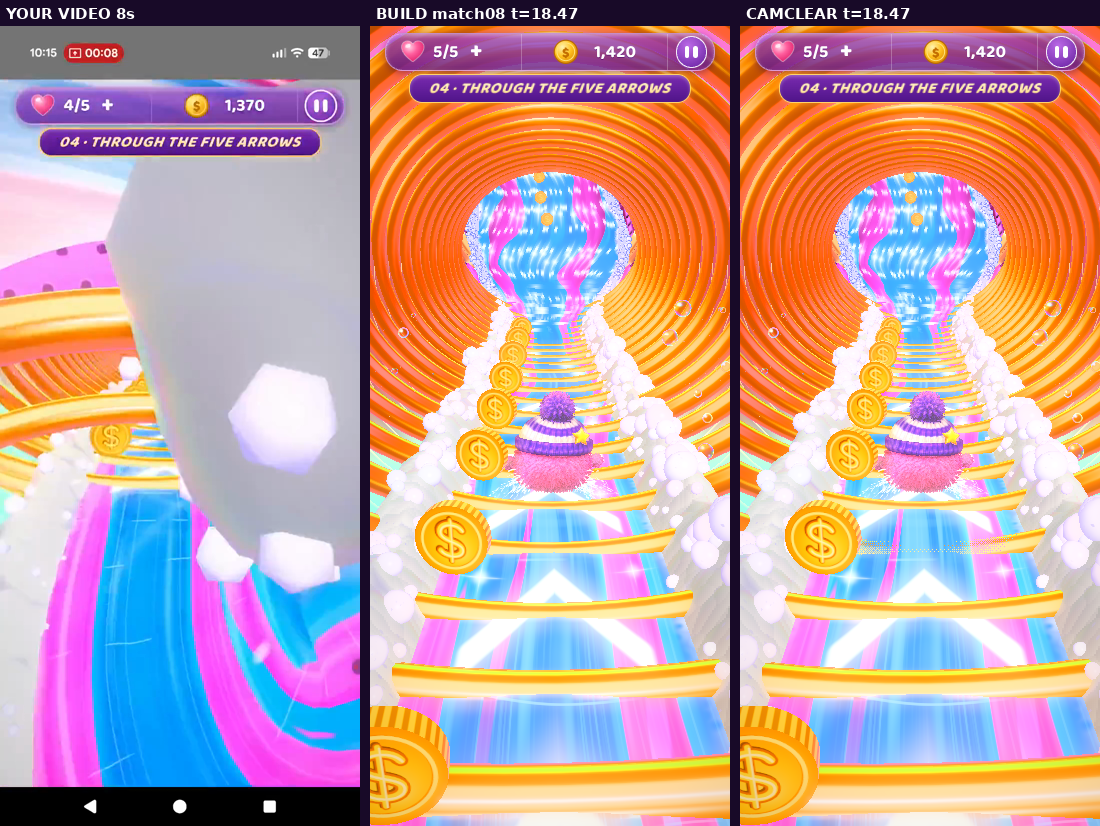 YOUR VIDEO 8s
10:15 00:08 47
4/5 + $ 1,370
04 · THROUGH THE FIVE ARROWS
$
BUILD match08 t=18.47
5/5 + $ 1,420
04 · THROUGH THE FIVE ARROWS
$
$
$
$
$
$
CAMCLEAR t=18.47
5/5 + $ 1,420
04 · THROUGH THE FIVE ARROWS
$
$
$
$
$
$